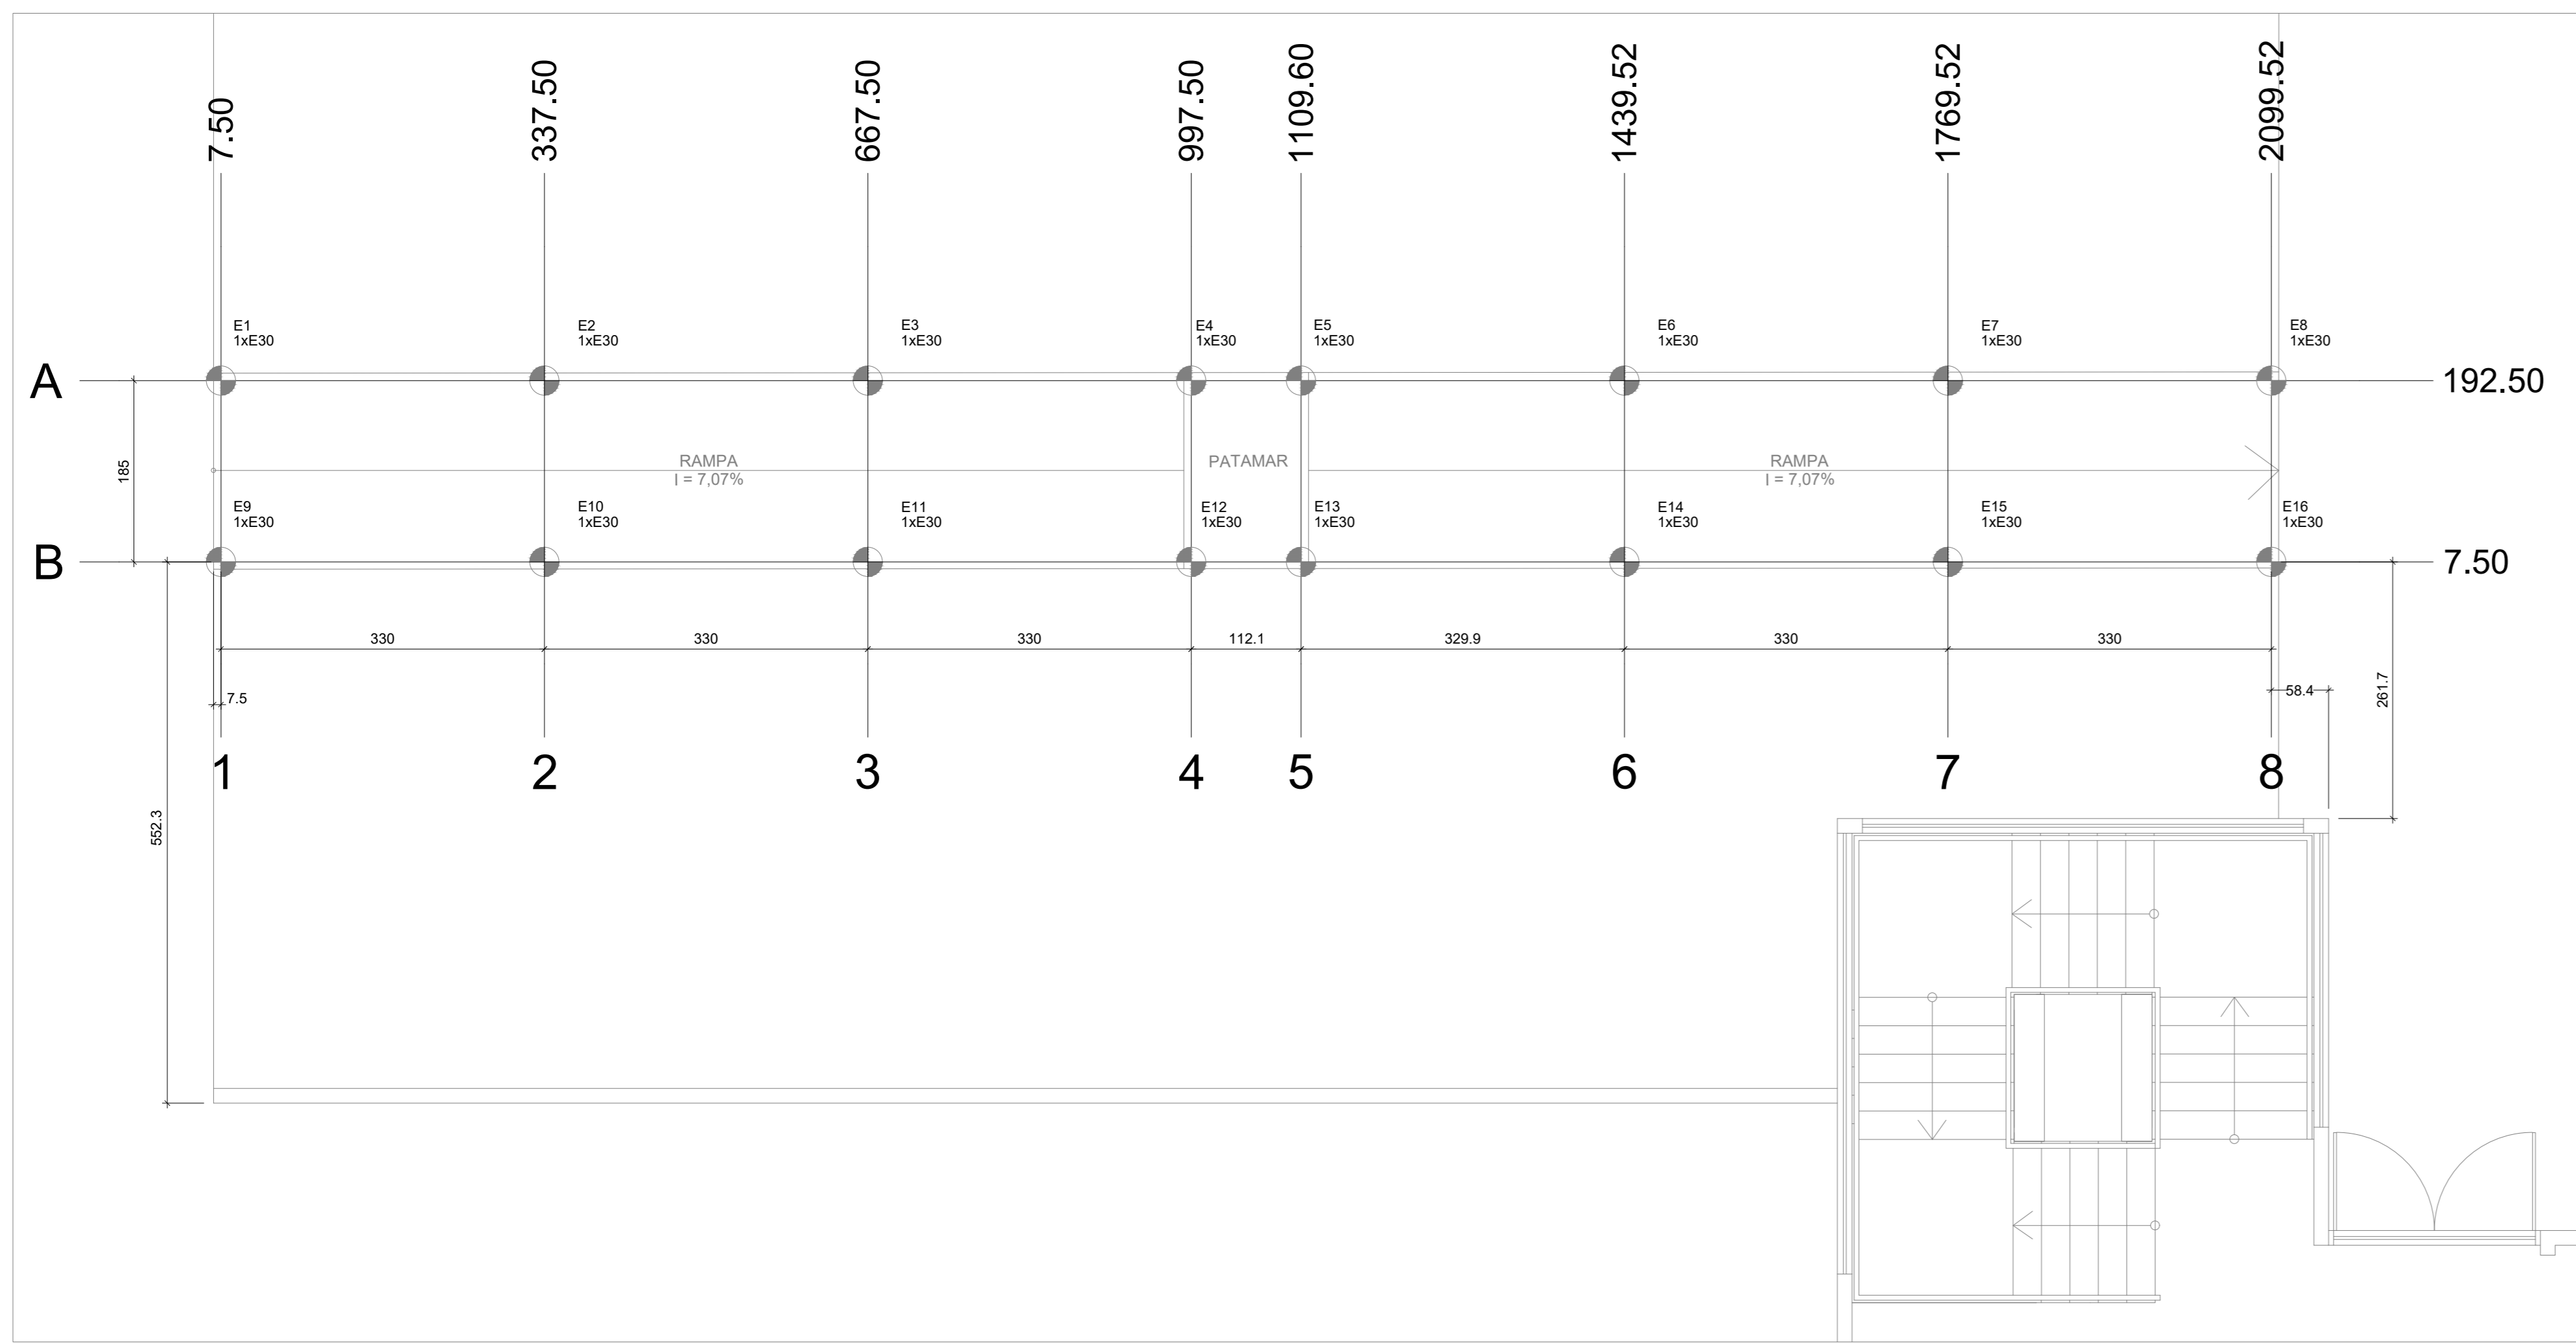 7.50
337.50
667.50
997.50
1109.60
1439.52
1769.52
2099.52
E1
1xE30
E2
1xE30
E3
1xE30
E4
1xE30
E5
1xE30
E6
1xE30
E7
1xE30
E8
1xE30
A
192.50
185
RAMPA
I = 7,07%
PATAMAR
RAMPA
I = 7,07%
E9
1xE30
E10
1xE30
E11
1xE30
E12
1xE30
E13
1xE30
E14
1xE30
E15
1xE30
E16
1xE30
B
7.50
330
330
330
112.1
329.9
330
330
7.5
58.4
261.7
1
2
3
4
5
6
7
8
552.3